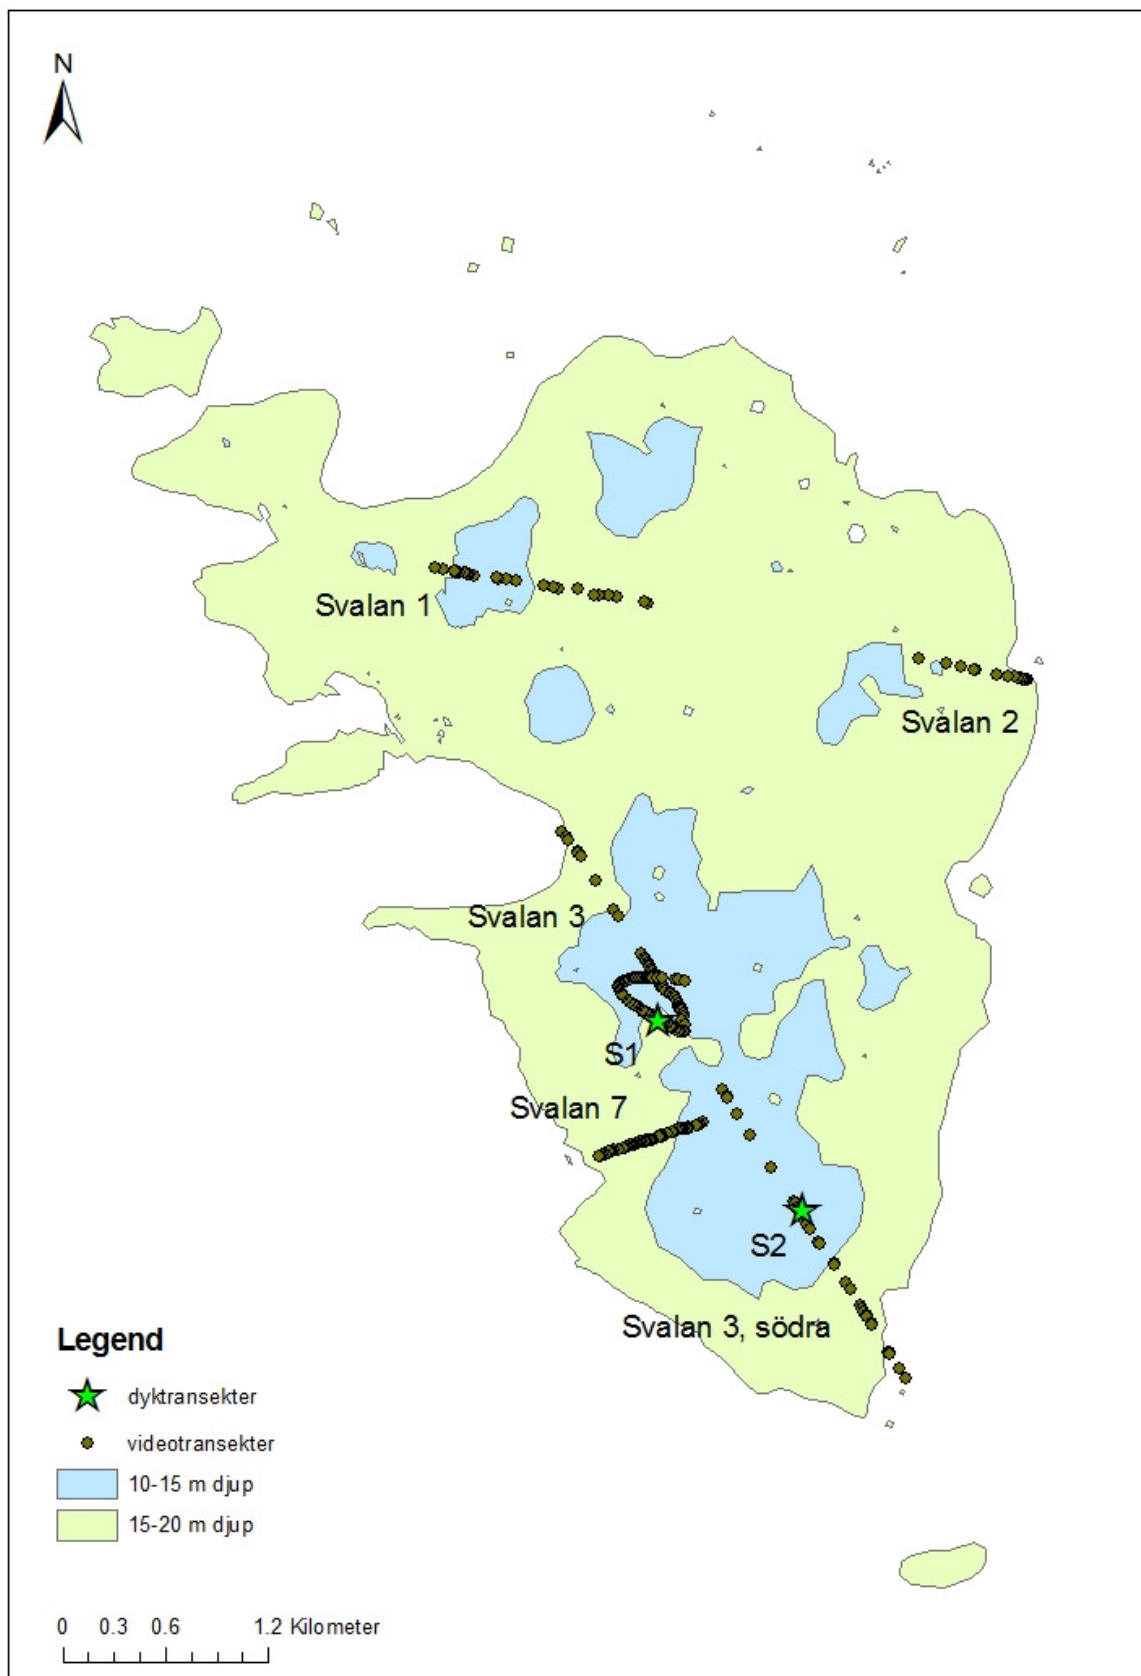 N
Svalan 1
Svalan 2
Svalan 3
S1
Svalan 7
S2
Svalan 3, södra
Legend
dyktransekter
videotransekter
10-15 m djup
15-20 m djup
0 0.3 0.6 1.2 Kilometer